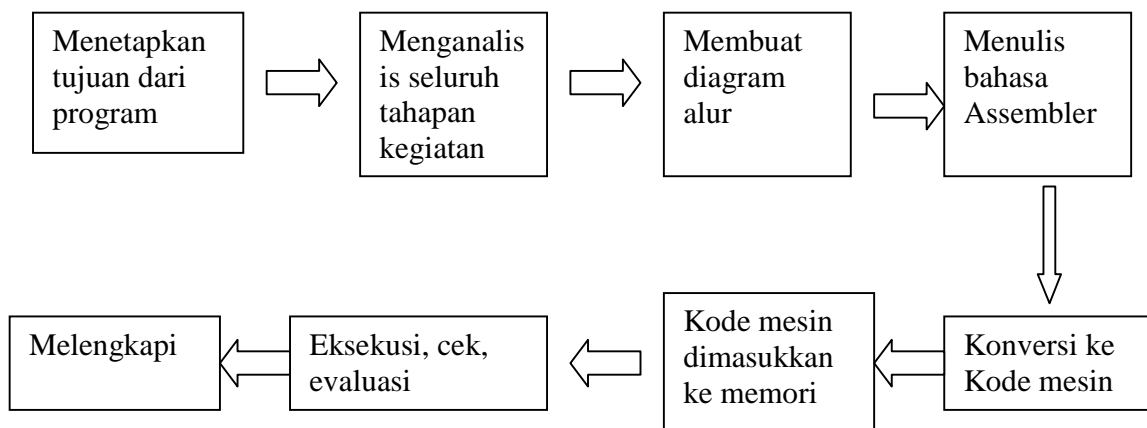 Menetapkan
tujuan dari
program
Menganalis
is seluruh
tahapan
kegiatan
Membuat
diagram
alur
Menulis
bahasa
Assembler
Konversi ke
Kode mesin
Kode mesin
dimasukkan
ke memori
Eksekusi, cek,
evaluasi
Melengkapi